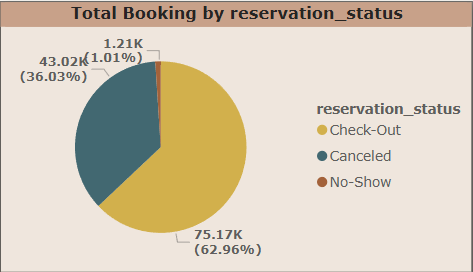 Total Booking by reservation_status
1.21K
(1.01%)
43.02K
(36.03%)
reservation_status
Check-Out
Canceled
No-Show
75.17K
(62.96%)